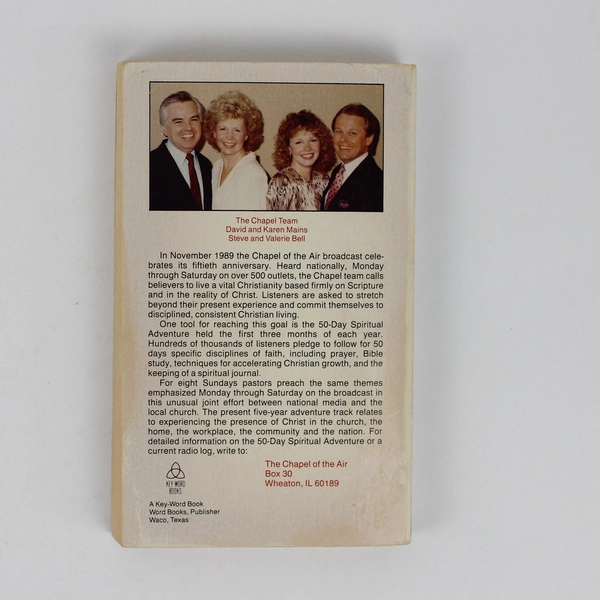 The Chapel Team
David and Karen Mains
Steve and Valerie Bell
In November 1989 the Chapel of the Air broadcast cele-
brates its fiftieth anniversary. Heard nationally, Monday
through Saturday on over 500 outlets, the Chapel team calls
believers to live a vital Christianity based firmly on Scripture
and in the reality of Christ. Listeners are asked to stretch
beyond their present experience and commit themselves to
disciplined, consistent Christian living.
One tool for reaching this goal is the 50-Day Spiritual
Adventure held the first three months of each year.
Hundreds of thousands of listeners pledge to follow for 50
days specific disciplines of faith, including prayer, Bible
study, techniques for accelerating Christian growth, and the
keeping of a spiritual journal.
For eight Sundays pastors preach the same themes
emphasized Monday through Saturday on the broadcast in
this unusual joint effort between national media and the
local church. The present five-year adventure track relates
to experiencing the presence of Christ in the church, the
home, the workplace, the community and the nation. For
detailed information on the 50-Day Spiritual Adventure or a
current radio log, write to:
The Chapel of the Air
Box 30
Wheaton, IL 60189
KEY WORD
BOOKS
A Key-Word Book
Word Books, Publisher
Waco, Texas